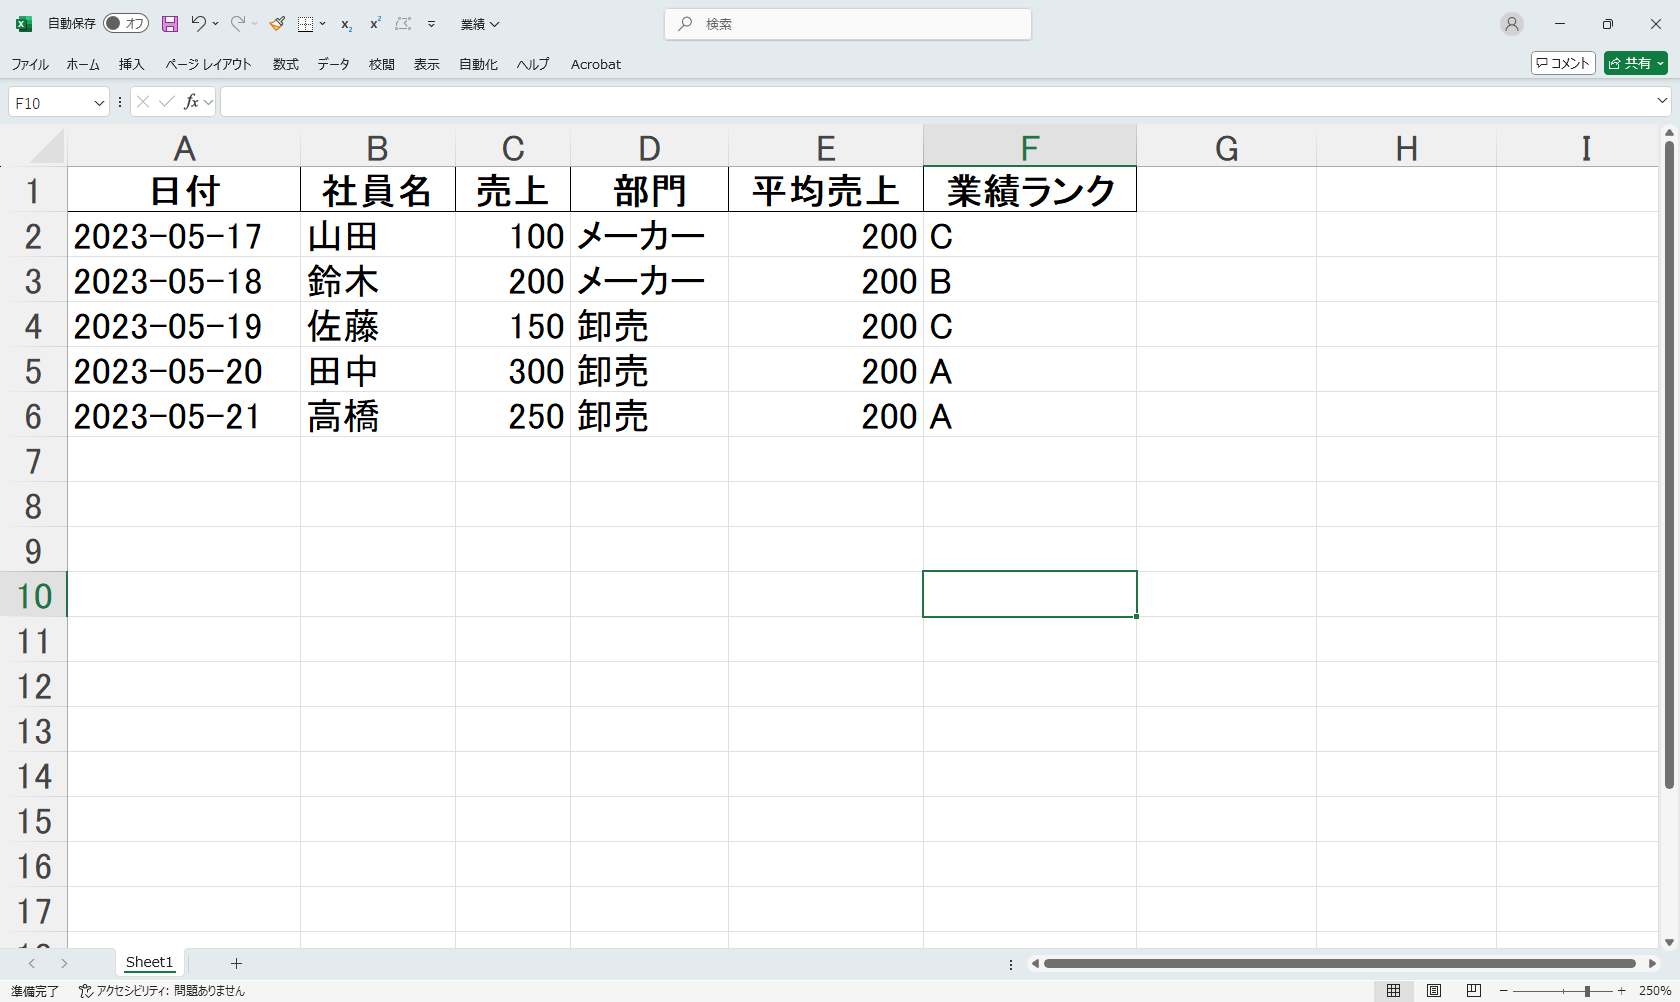 自動保存 オフ 業績 検索
ファイル ホーム 挿入 ページ レイアウト 数式 データ 校閲 表示 自動化 ヘルプ Acrobat コメント 共有
F10 fx
A B C D E F G H I
1 日付 社員名 売上 部門 平均売上 業績ランク
2 2023-05-17 山田 100 メーカー 200 C
3 2023-05-18 鈴木 200 メーカー 200 B
4 2023-05-19 佐藤 150 卸売 200 C
5 2023-05-20 田中 300 卸売 200 A
6 2023-05-21 高橋 250 卸売 200 A
7
8
9
10
11
12
13
14
15
16
17
Sheet1
準備完了 アクセシビリティ: 問題ありません 250%